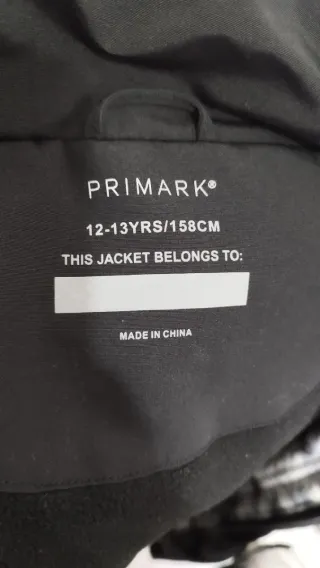 PRIMARK®
12-13YRS/158CM
THIS JACKET BELONGS TO:
MADE IN CHINA